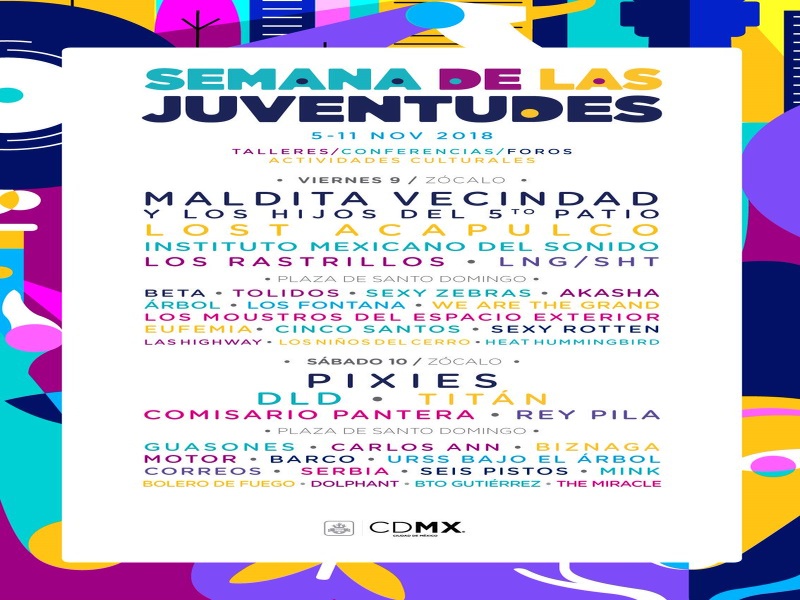 SEMANA DE LAS
JUVENTUDES
5-11 NOV 2018
TALLERES/CONFERENCIAS/FOROS
ACTIVIDADES CULTURALES
• VIERNES 9 / ZÓCALO •
MALDITA VECINDAD
Y LOS HIJOS DEL 5TO PATIO
LOST ACAPULCO
INSTITUTO MEXICANO DEL SONIDO
LOS RASTRILLOS • LNG/SHT
• PLAZA DE SANTO DOMINGO •
BETA • TOLIDOS • SEXY ZEBRAS • AKASHA
ÁRBOL • LOS FONTANA • WE ARE THE GRAND
LOS MOUSTROS DEL ESPACIO EXTERIOR
EUFEMIA • CINCO SANTOS • SEXY ROTTEN
LAS HIGHWAY • LOS NIÑOS DEL CERRO • HEAT HUMMINGBIRD
• SÁBADO 10 / ZÓCALO •
PIXIES
DLD • TITÁN
COMISARIO PANTERA • REY PILA
• PLAZA DE SANTO DOMINGO •
GUASONES • CARLOS ANN • BIZNAGA
MOTOR • BARCO • URSS BAJO EL ÁRBOL
CORREOS • SERBIA • SEIS PISTOS • MINK
BOLERO DE FUEGO • DOLPHANT • BTO GUTIÉRREZ • THE MIRACLE
CDMX
CIUDAD DE MÉXICO